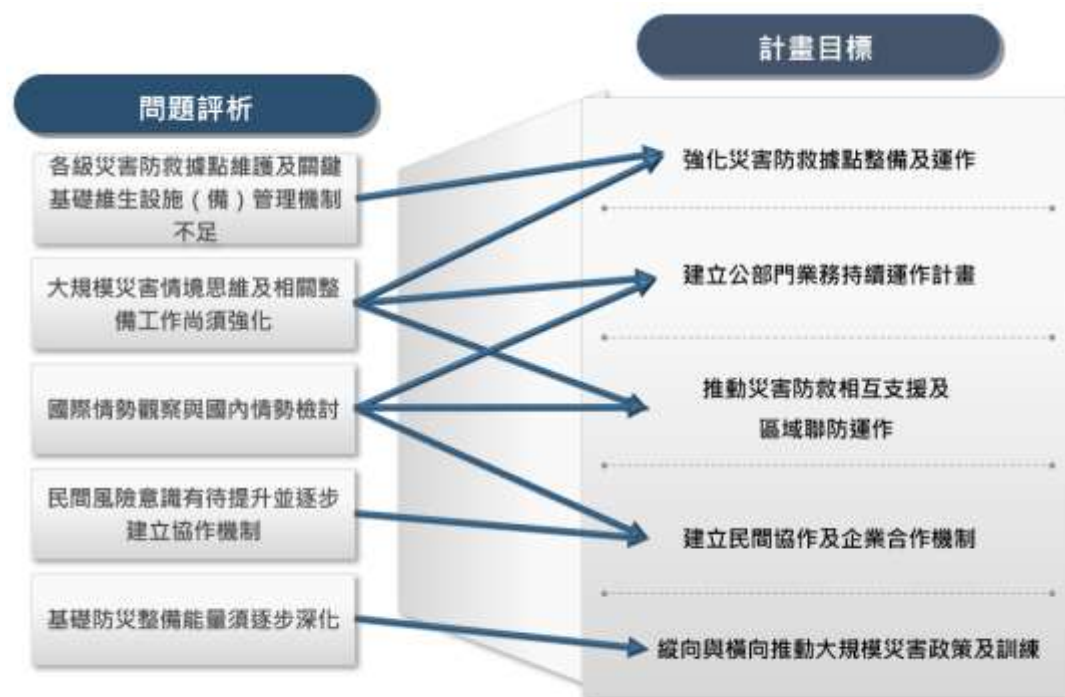 計畫目標
問題評析
各級災害防救據點維護及關鍵
基礎維生設施（備）管理機制
不足
大規模災害情境思維及相關整
備工作尚須強化
國際情勢觀察與國內情勢檢討
民間風險意識有待提升並逐步
建立協作機制
基礎防災整備能量須逐步深化
強化災害防救據點整備及運作
建立公部門業務持續運作計畫
推動災害防救相互支援及
區域聯防運作
建立民間協作及企業合作機制
縱向與橫向推動大規模災害政策及訓練